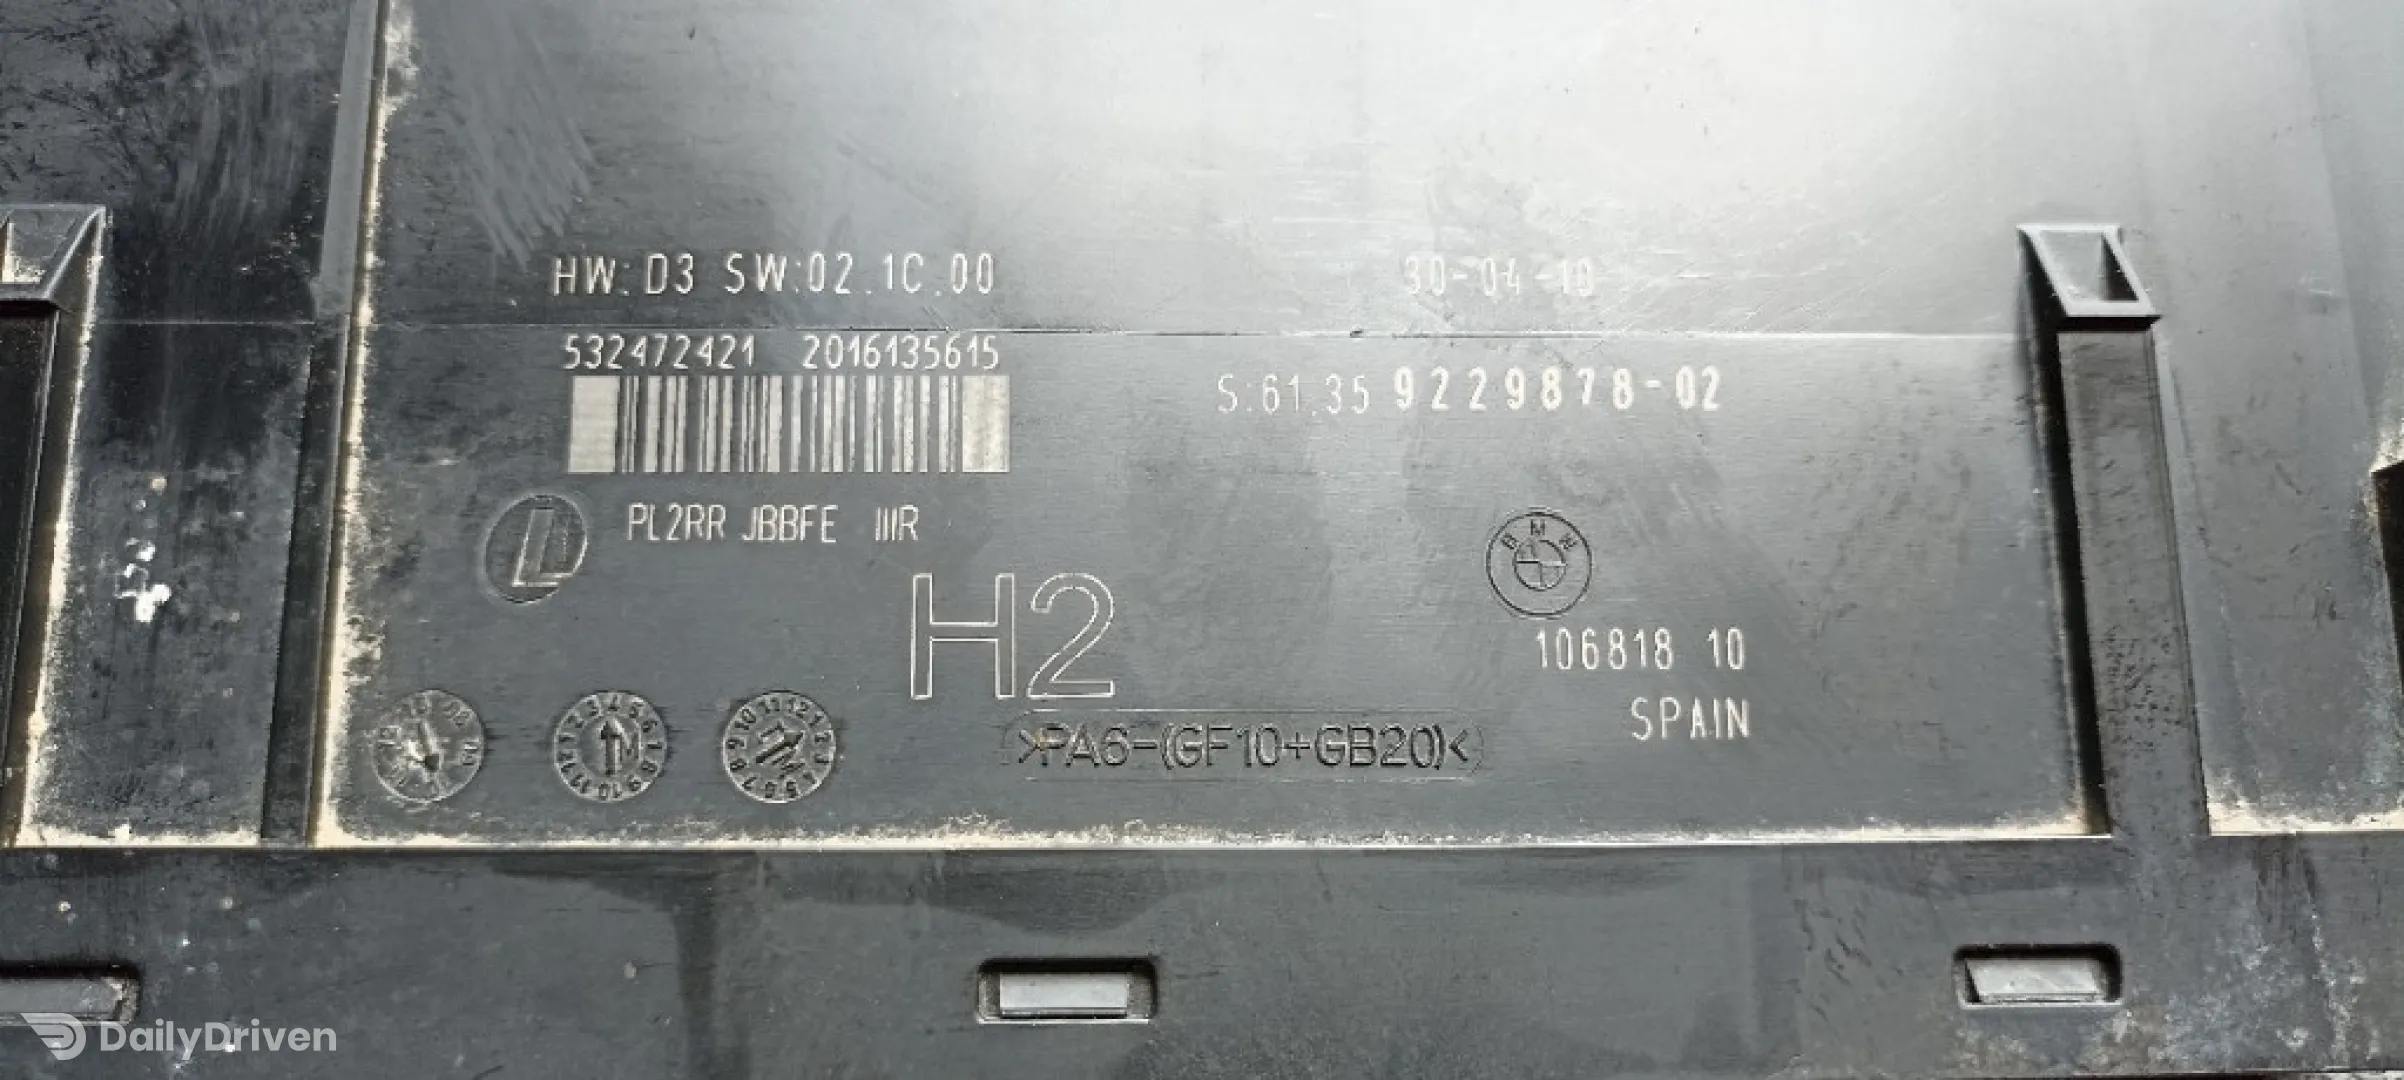 HW: D3 SW:02.1C.00
30-04-10
532472421 2016135615
S:61.35 9229878-02
PL2RR JBBFE IIIR
BMW
H2
106818 10
SPAIN
>PA6-(GF10+GB20)<
DailyDriven